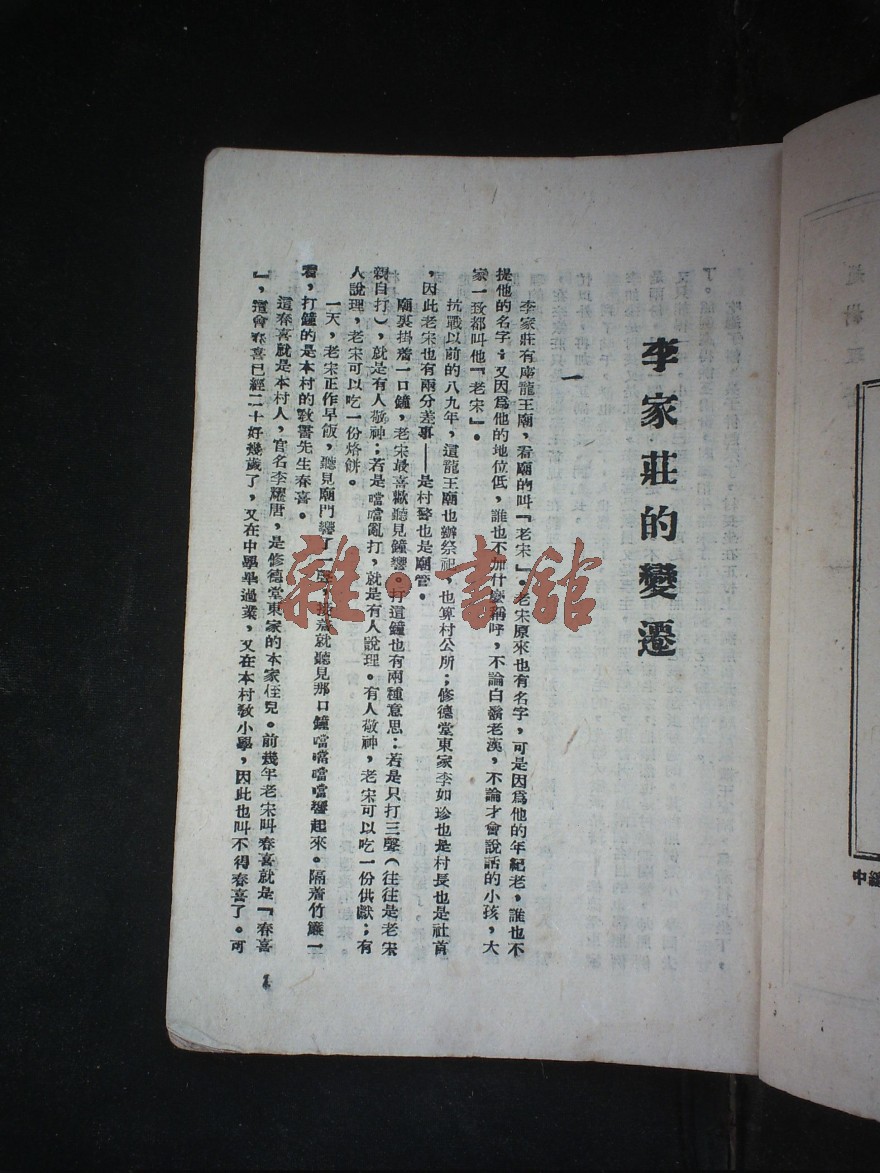 李家莊的變遷
一
李家莊有座龍王廟，看廟的叫『老宋』。老宋原來也有名字，可是因爲他的年紀老，誰也不
提他的名字；又因爲他的地位低，誰也不加什麼稱呼，不論白鬍老漢，不論才會說話的小孩，大
家一致都叫他『老宋』。
抗戰以前的八九年，這龍王廟也辦祭祀，也算村公所；修德堂東家李如珍也是村長也是社首
，因此老宋也有兩分差事——是村警也是廟管。
廟裏掛着一口鐘，老宋最喜歡聽見鐘響。打這鐘也有兩種意思：若是只打三聲（往往是老宋
親自打），就是有人敬神；若是噹噹亂打，就是有人說理。有人敬神，老宋可以吃一份供獻；有
人說理，老宋可以吃一份烙餅。
一天，老宋正作早飯，聽見廟門響了一聲，接着就聽見那口鐘噹噹噹噹響起來。隔着竹簾一
看，打鐘的是本村的敎書先生春喜。
這春喜就是本村人，官名李耀唐，是修德堂東家的本家侄兒。前幾年老宋叫春喜就是『春喜
』，這會春喜已經二十好幾歲了，又在中學畢過業，又在本村敎小學，因此也叫不得春喜了。可
1
雜·書館